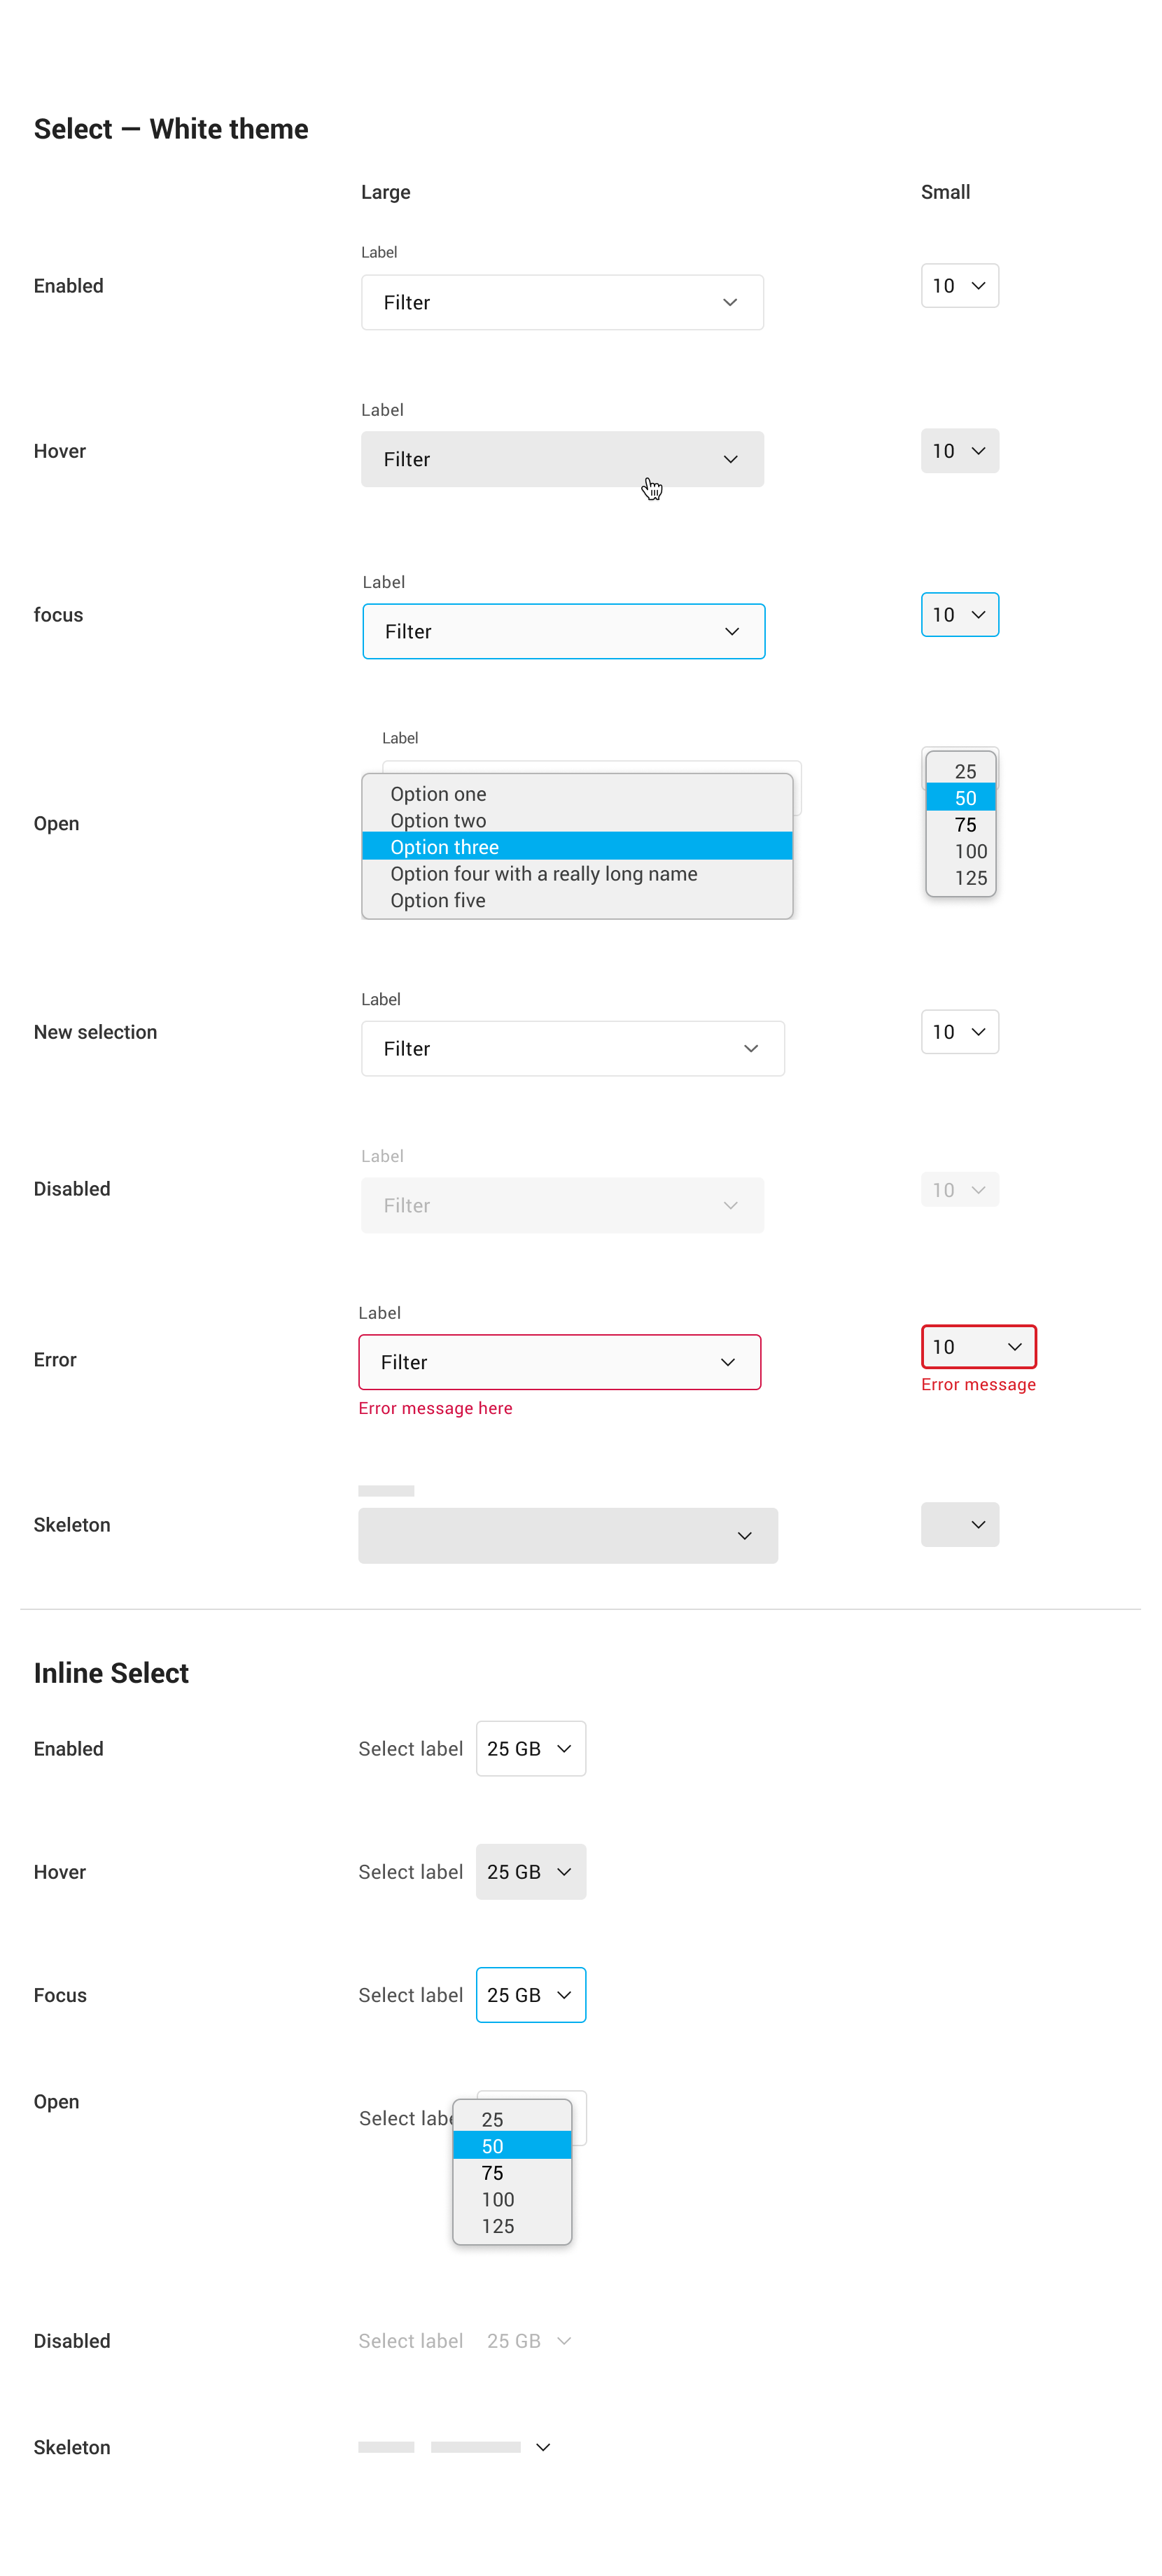 Select — White theme
Large Small
Label
Enabled Filter 10
Label
Hover Filter 10
Label
focus Filter 10
Label
Open
Option one
Option two
Option three
Option four with a really long name
Option five
25
50
75
100
125
Label
New selection Filter 10
Label
Disabled Filter 10
Label
Error Filter 10
Error message here Error message
Skeleton
Inline Select
Enabled Select label 25 GB
Hover Select label 25 GB
Focus Select label 25 GB
Open Select labe
25
50
75
100
125
Disabled Select label 25 GB
Skeleton